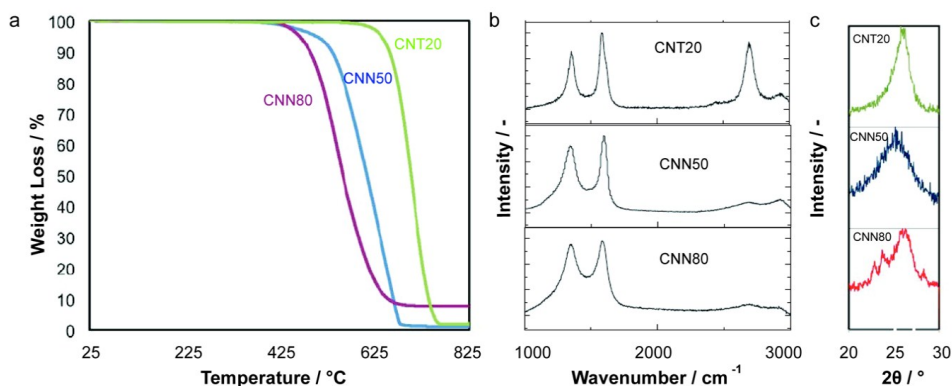 a
100
90
80
70
60
50
40
30
20
10
0
Weight Loss / %
CNT20
CNN50
CNN80
25 225 425 625 825
Temperature / °C
b
CNT20
CNN50
CNN80
Intensity / -
1000 2000 3000
Wavenumber / cm-1
c
CNT20
CNN50
CNN80
Intensity / -
20 25 30
2θ / °